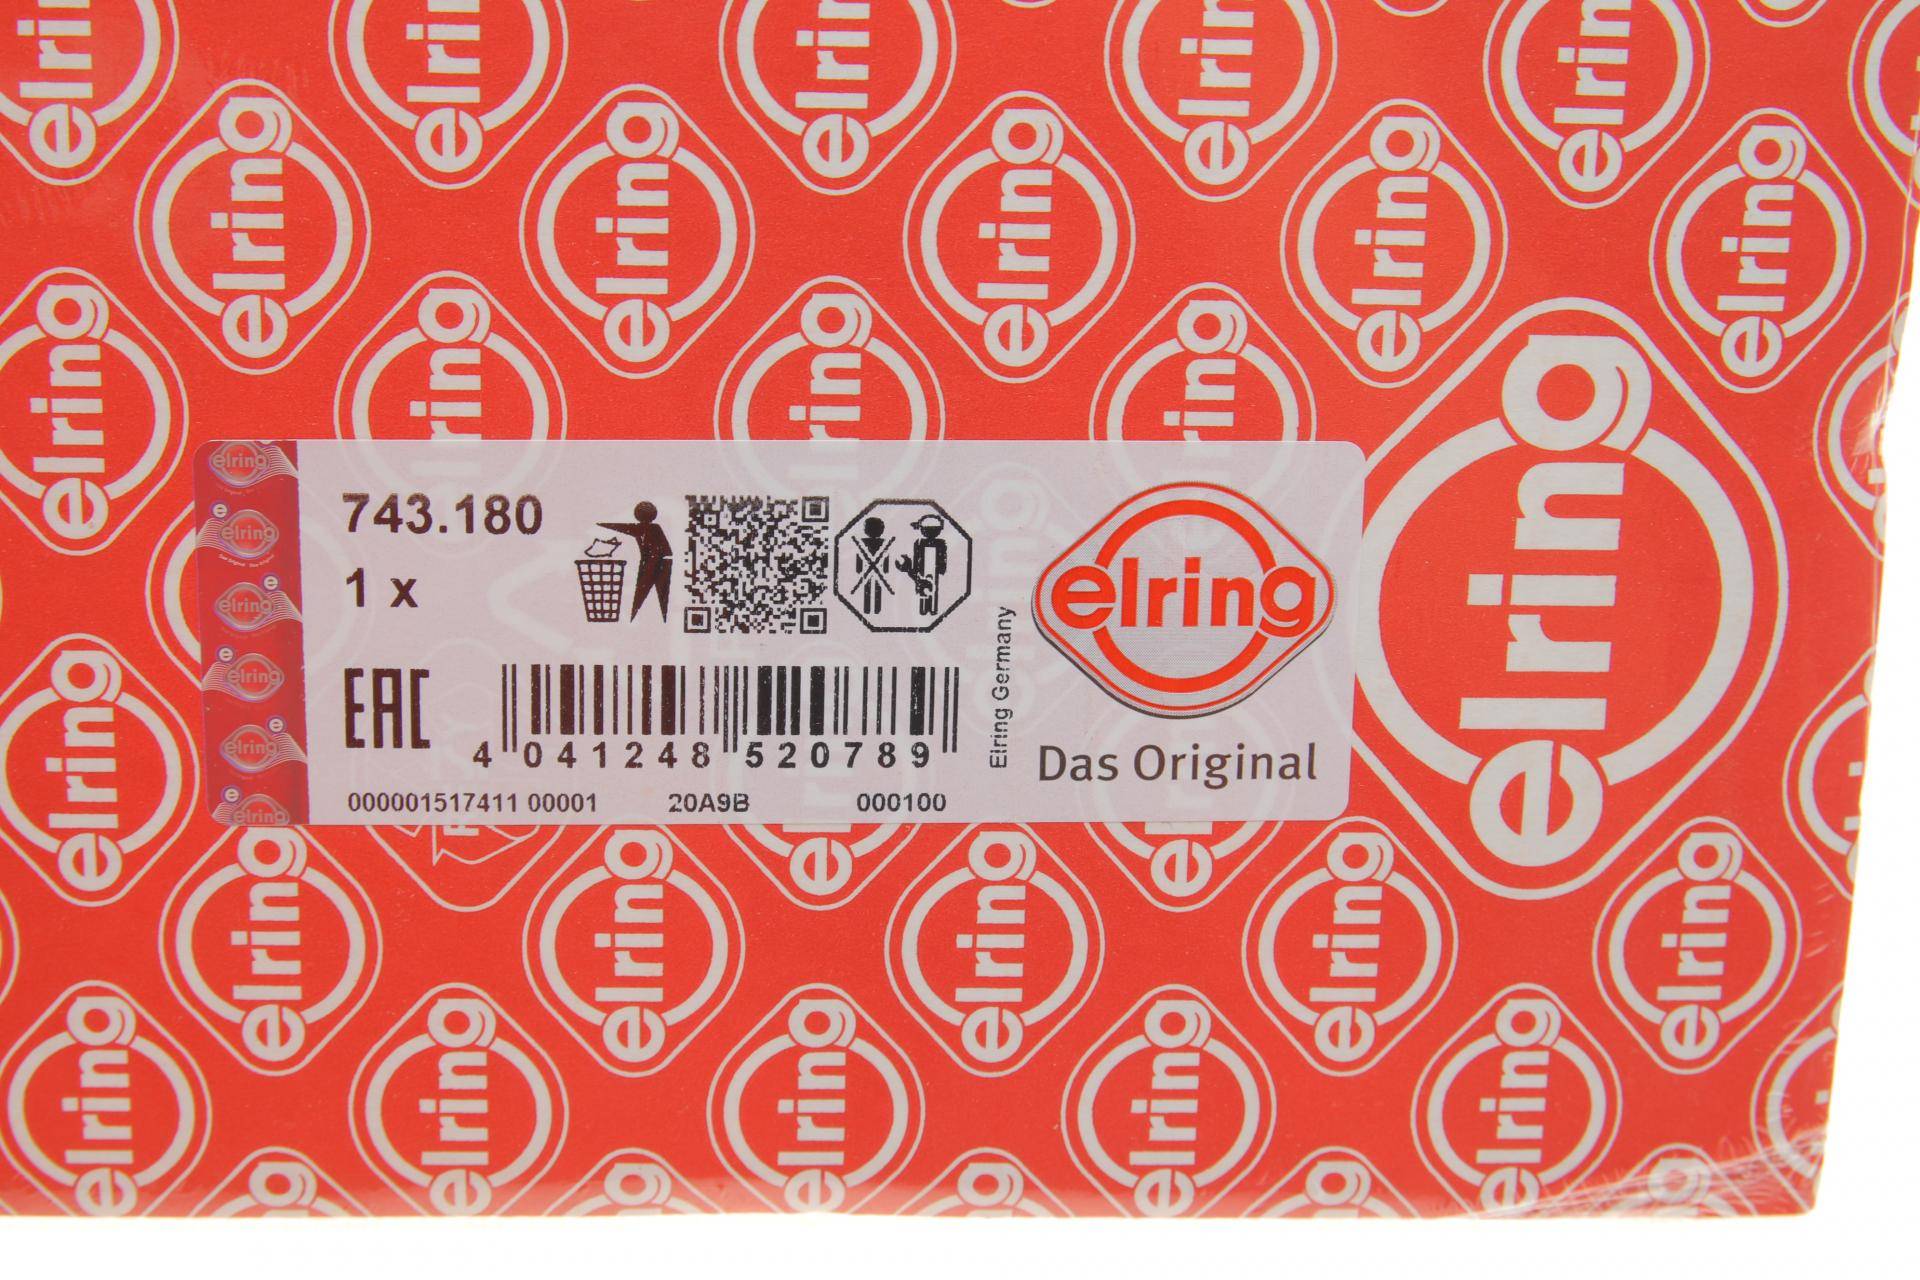 743.180
1 x
EAC
4 041248 520789
000001517411 00001 20A9B 000100
Elring Germany
elring
Das Original
elring